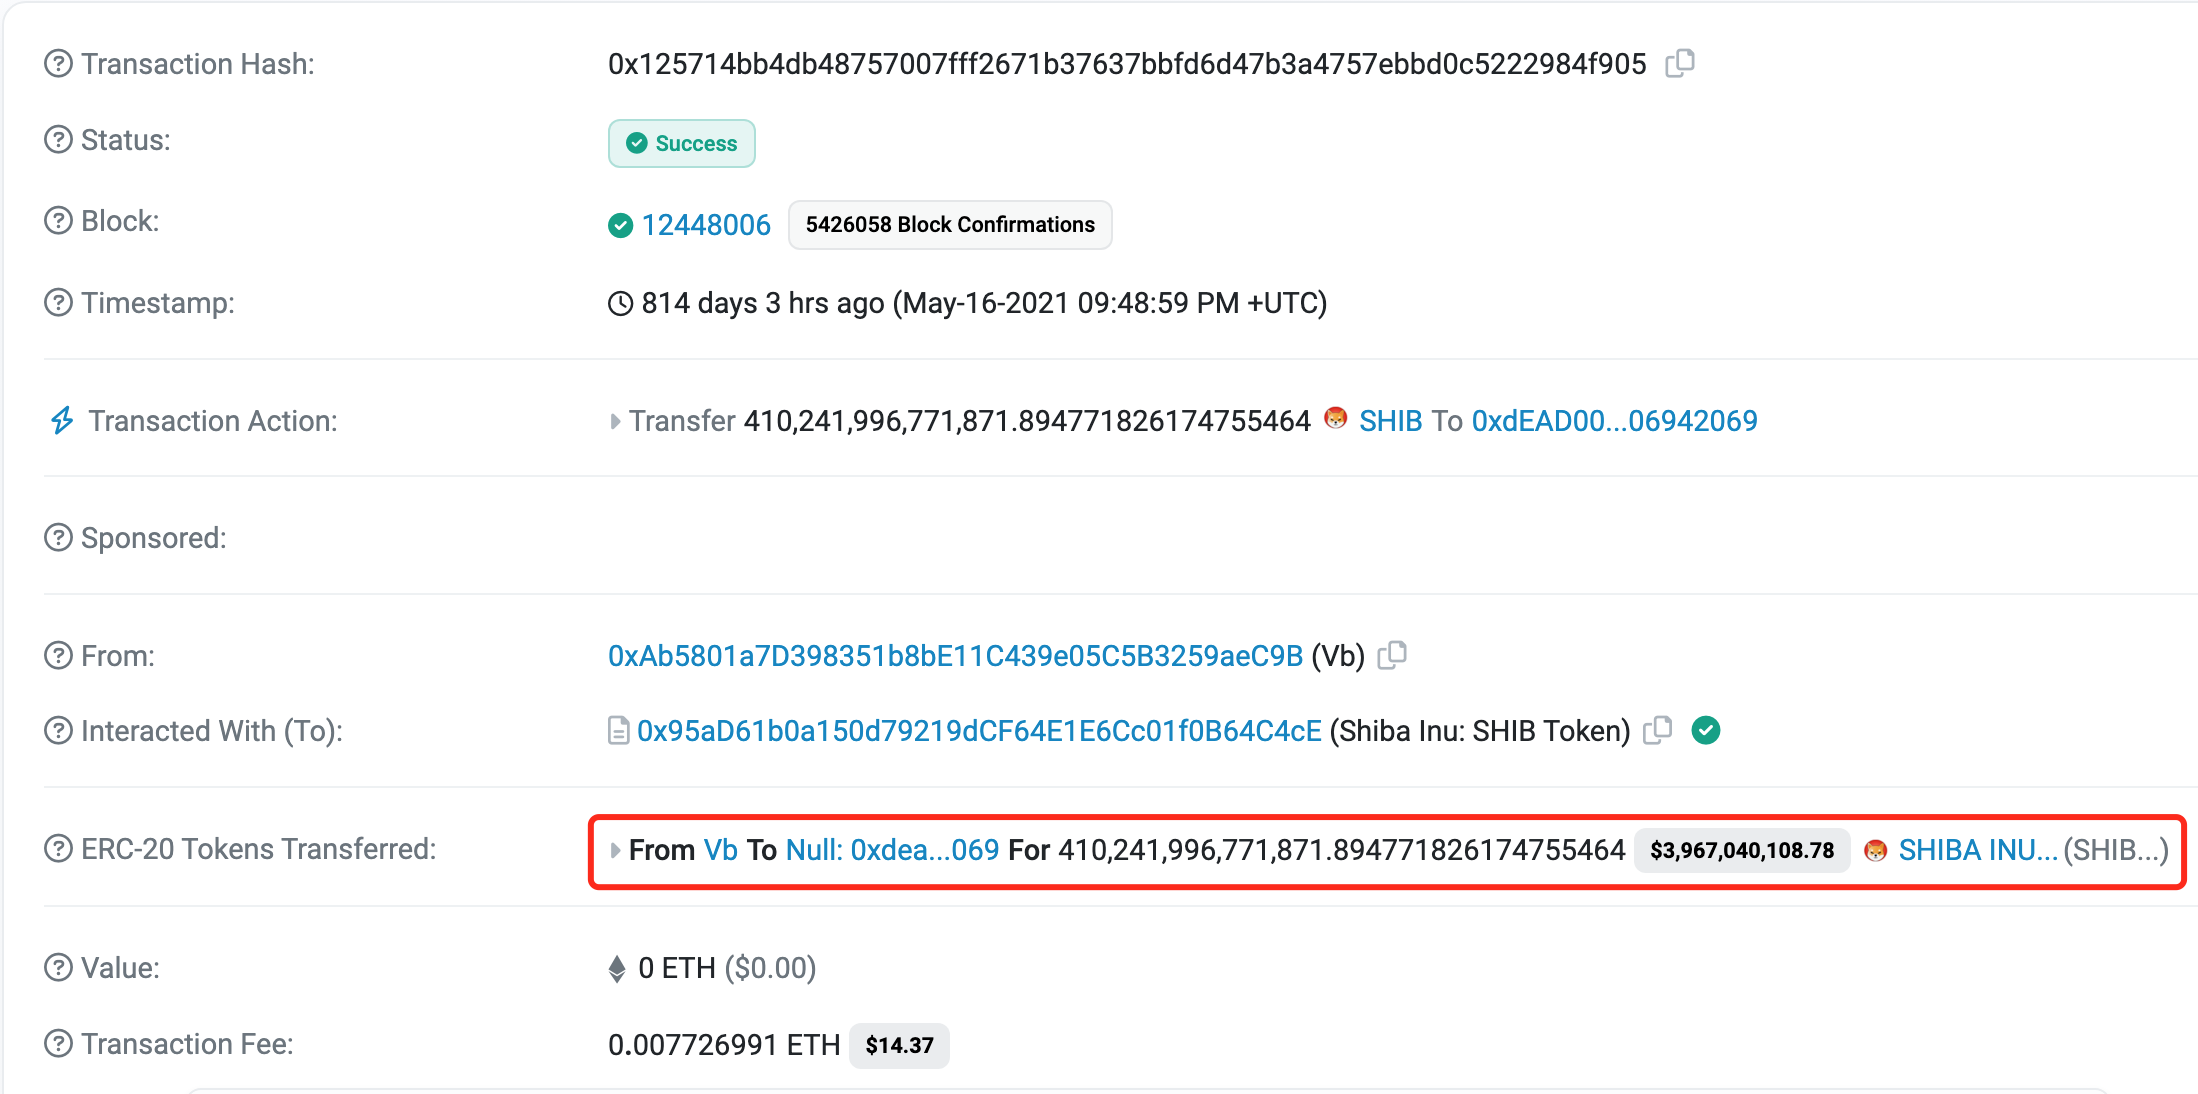 Transaction Hash: 0x125714bb4db48757007fff2671b37637bbfd6d47b3a4757ebbd0c5222984f905
Status: Success
Block: 12448006 5426058 Block Confirmations
Timestamp: 814 days 3 hrs ago (May-16-2021 09:48:59 PM +UTC)
Transaction Action: Transfer 410,241,996,771,871.894771826174755464 SHIB To 0xdEAD00...06942069
Sponsored:
From: 0xAb5801a7D398351b8bE11C439e05C5B3259aeC9B (Vb)
Interacted With (To): 0x95aD61b0a150d79219dCF64E1E6Cc01f0B64C4cE (Shiba Inu: SHIB Token)
ERC-20 Tokens Transferred: From Vb To Null: 0xdea...069 For 410,241,996,771,871.894771826174755464 $3,967,040,108.78 SHIBA INU... (SHIB...)
Value: 0 ETH ($0.00)
Transaction Fee: 0.007726991 ETH $14.37